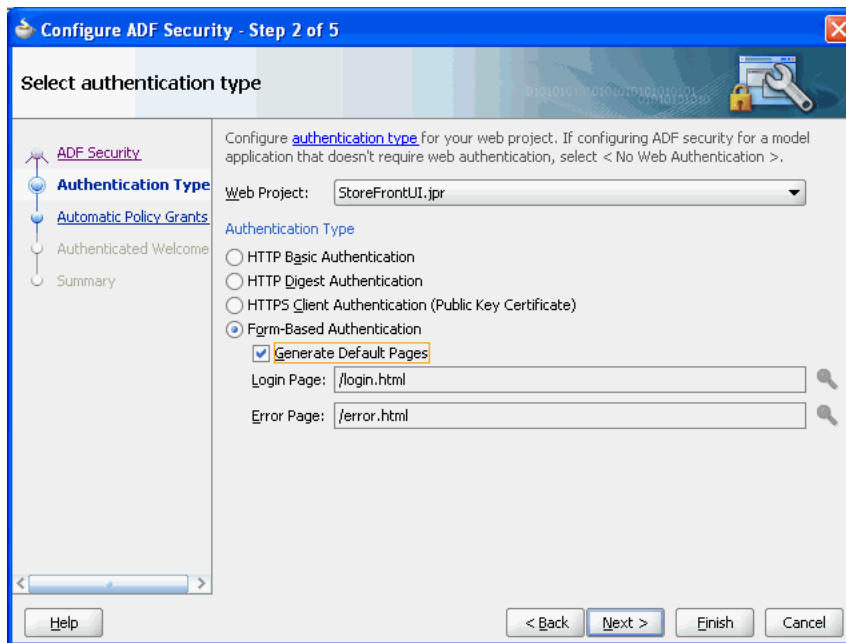 Configure ADF Security - Step 2 of 5
Select authentication type
ADF Security
Authentication Type
Automatic Policy Grants
Authenticated Welcome
Summary
Configure authentication type for your web project. If configuring ADF security for a model
application that doesn't require web authentication, select < No Web Authentication >.
Web Project: StoreFrontUI.jpr
Authentication Type
HTTP Basic Authentication
HTTP Digest Authentication
HTTPS Client Authentication (Public Key Certificate)
Form-Based Authentication
Generate Default Pages
Login Page: /login.html
Error Page: /error.html
Help < Back Next > Finish Cancel